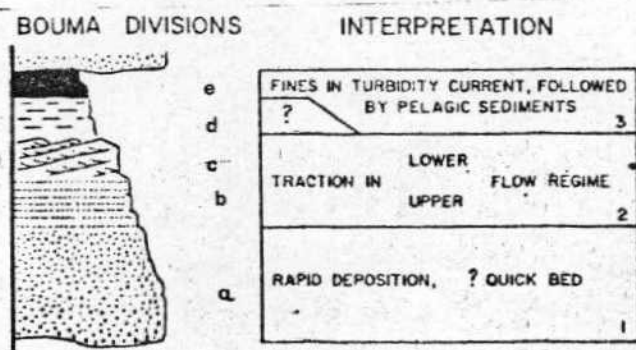 BOUMA DIVISIONS INTERPRETATION
e
d
c
b
a
FINES IN TURBIDITY CURRENT, FOLLOWED
? BY PELAGIC SEDIMENTS
3
LOWER
TRACTION IN FLOW REGIME
UPPER
2
RAPID DEPOSITION, ? QUICK BED
1